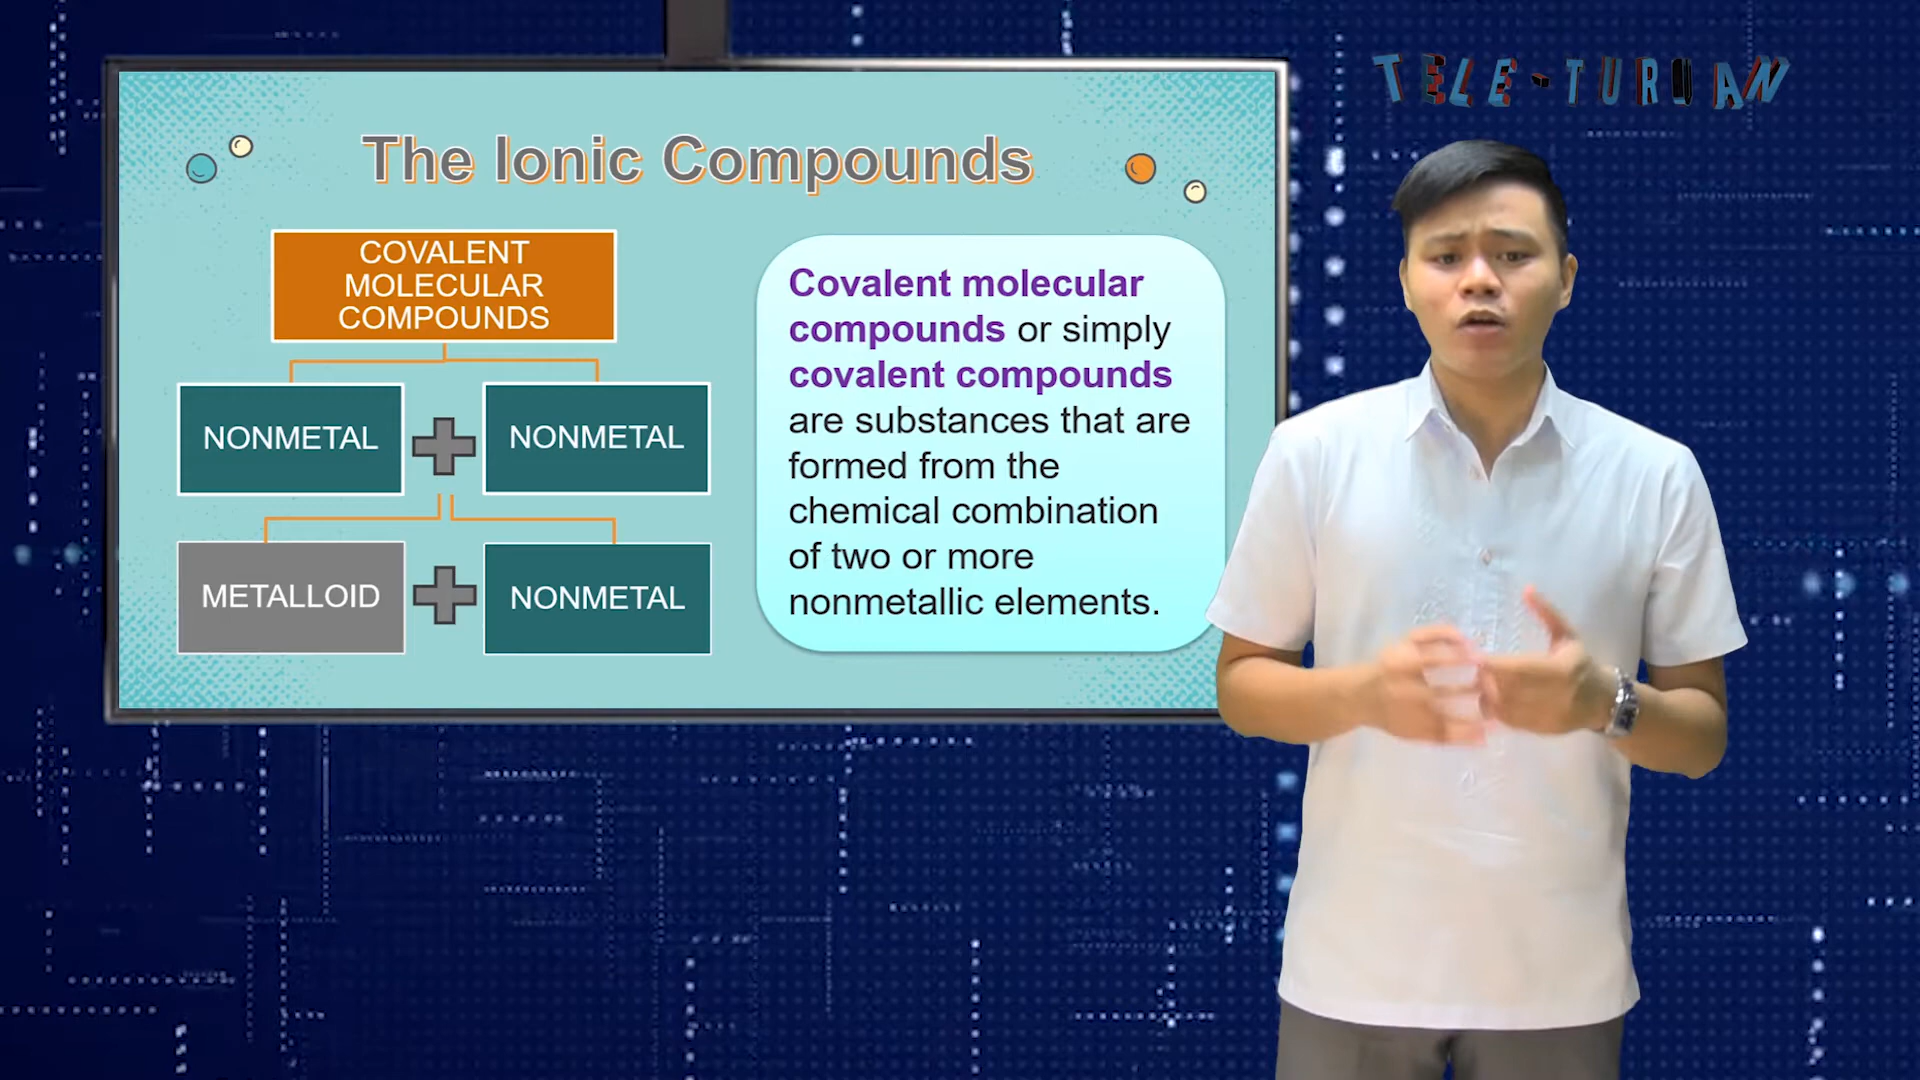 TELE-TURUAN
The Ionic Compounds
COVALENT
MOLECULAR
COMPOUNDS
NONMETAL
NONMETAL
METALLOID
NONMETAL
Covalent molecular
compounds or simply
covalent compounds
are substances that are
formed from the
chemical combination
of two or more
nonmetallic elements.